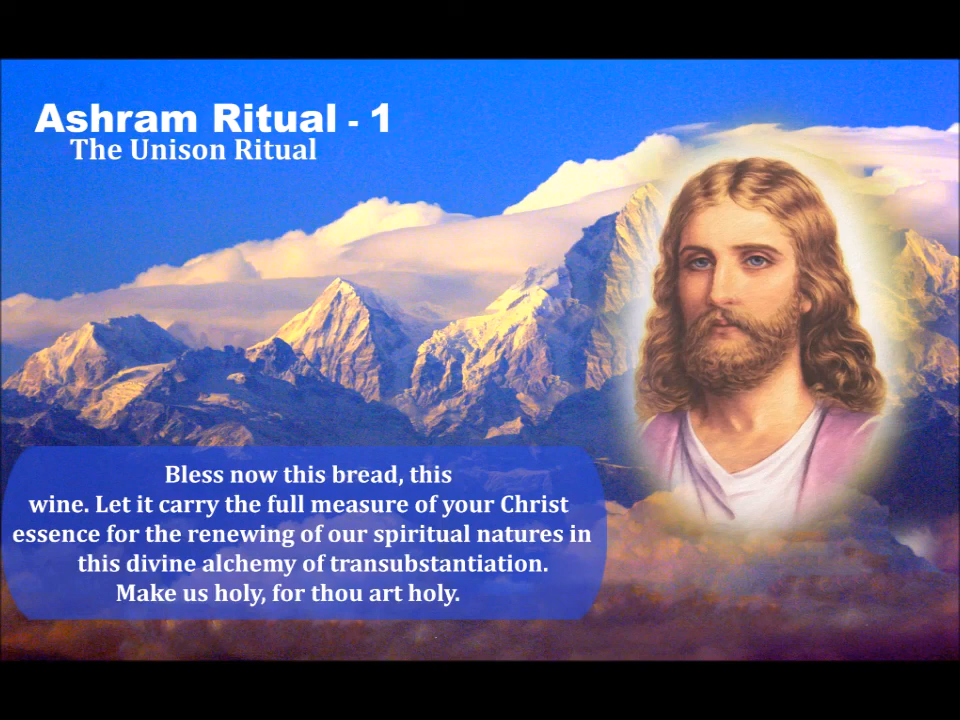 Ashram Ritual - 1
The Unison Ritual
Bless now this bread, this
wine. Let it carry the full measure of your Christ
essence for the renewing of our spiritual natures in
this divine alchemy of transubstantiation.
Make us holy, for thou art holy.